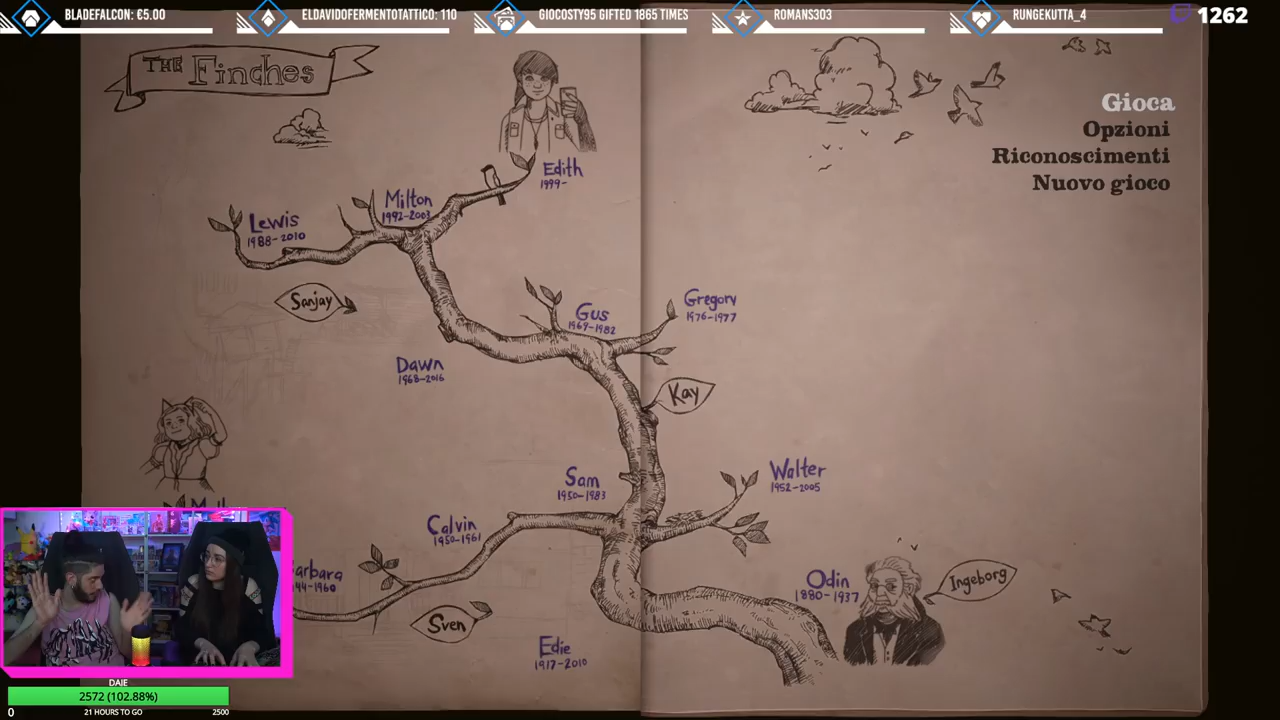 BLADEFALCON: €5.00
ELDAVIDOFERMENTOTATTICO: 110
GIOCOSTY95 GIFTED 1865 TIMES
ROMANS303
RUNGEKUTTA_4
1262
THE Finches
Gioca
Opzioni
Riconoscimenti
Nuovo gioco
Edith
1999-
Milton
1992-2003
Lewis
1988-2010
Sanjay
Gus
1969-1982
Gregory
1976-1977
Dawn
1968-2016
Kay
Sam
1950-1983
Walter
1952-2005
Calvin
1950-1961
arbara
44-1960
Odin
1880-1937
Ingeborg
Sven
Edie
1917-2010
DAIE
2572 (102.88%)
0
21 HOURS TO GO
2500